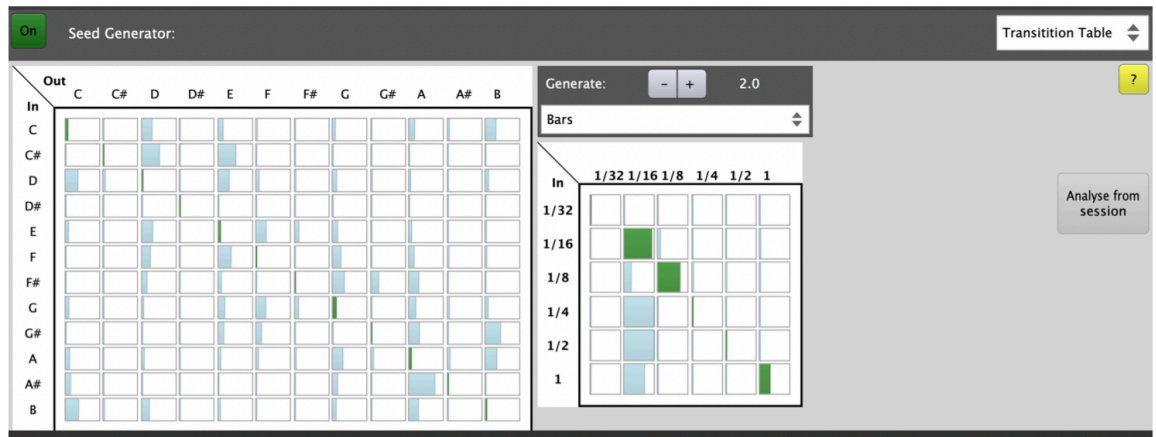 On
Seed Generator:
Transitition Table
Out
C C# D D# E F F# G G# A A# B
In
C
C#
D
D#
E
F
F#
G
G#
A
A#
B
Generate:
- + 2.0
Bars
1/32 1/16 1/8 1/4 1/2 1
In
1/32
1/16
1/8
1/4
1/2
1
?
Analyse from
session